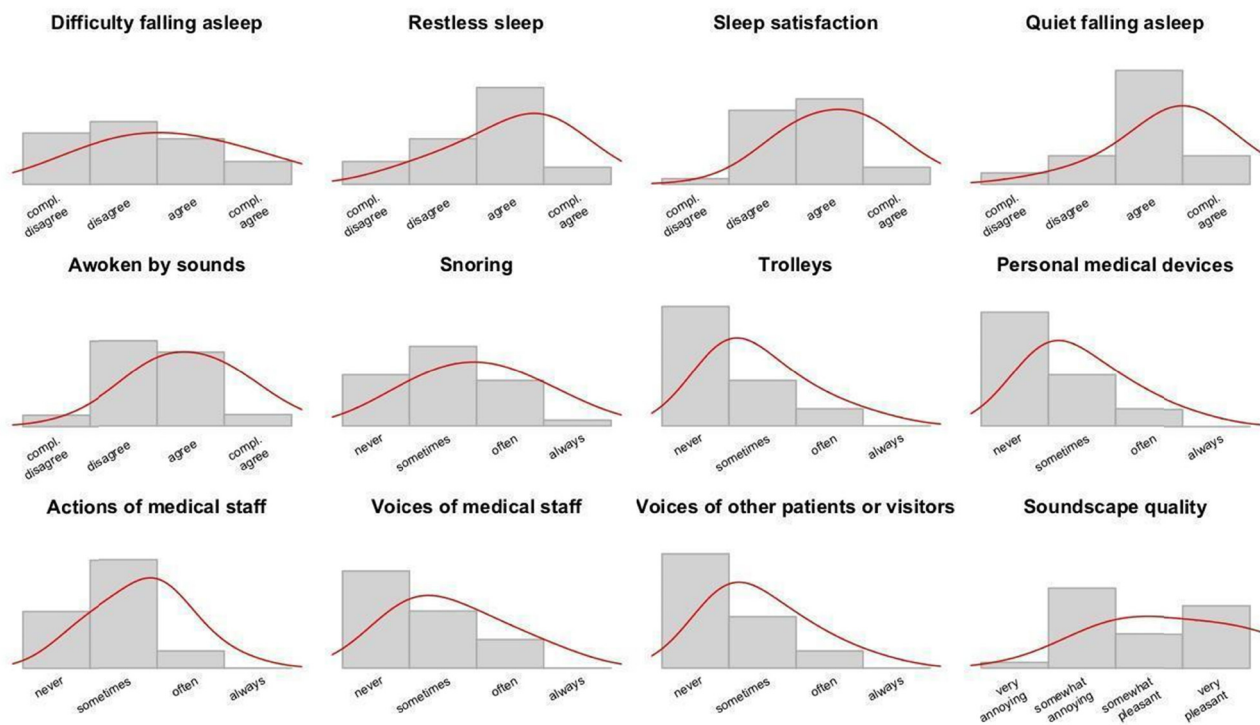 Difficulty falling asleep
Restless sleep
Sleep satisfaction
Quiet falling asleep
compl.
disagree
disagree
agree
compl.
agree
compl.
disagree
disagree
agree
compl.
agree
compl.
disagree
disagree
agree
compl.
agree
compl.
disagree
disagree
agree
compl.
agree
Awoken by sounds
Snoring
Trolleys
Personal medical devices
compl.
disagree
disagree
agree
compl.
agree
never
sometimes
often
always
never
sometimes
often
always
never
sometimes
often
always
Actions of medical staff
Voices of medical staff
Voices of other patients or visitors
Soundscape quality
never
sometimes
often
always
never
sometimes
often
always
never
sometimes
often
always
very
annoying
somewhat
annoying
somewhat
pleasant
very
pleasant